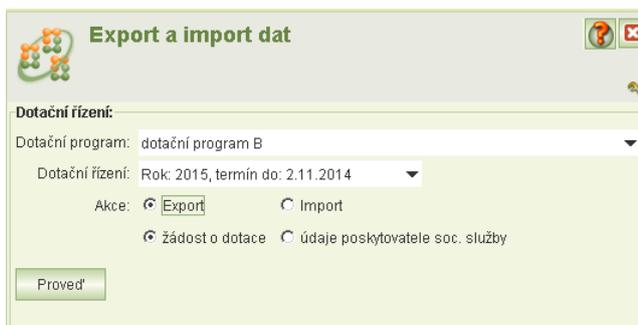 Export a import dat
Dotační řízení:
Dotační program: dotační program B
Dotační řízení: Rok: 2015, termín do: 2.11.2014
Akce: Export Import
žádost o dotace údaje poskytovatele soc. služby
Proveď